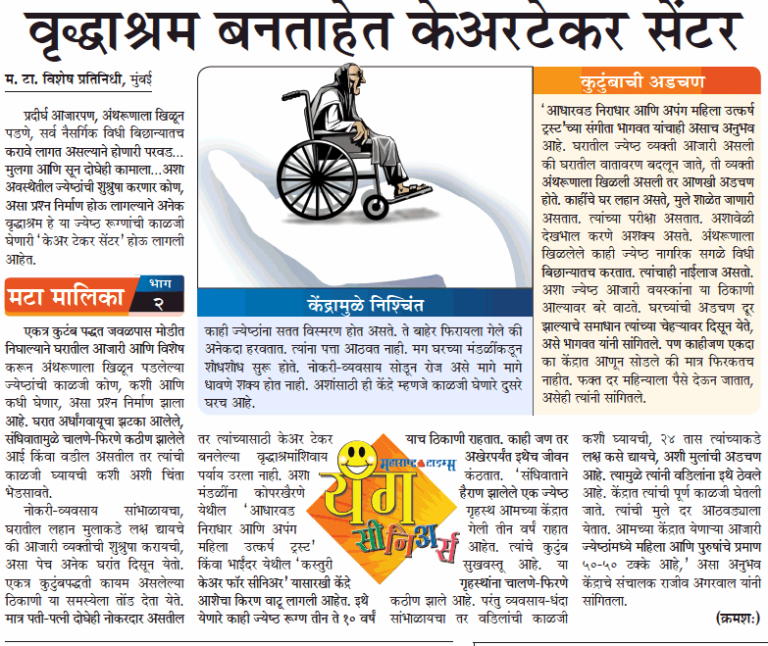 वृद्धाश्रम बनताहेत केअरटेकर सेंटर
म. टा. विशेष प्रतिनिधी, मुंबई
प्रदीर्घ आजारपण, अंथरूणाला खिळून
पडणे, सर्व नैसर्गिक विधी बिछान्यातच
करावे लागत असल्याने होणारी परवड...
मुलगा आणि सून दोघेही कामाला...अशा
अवस्थेतील ज्येष्ठांची शुश्रुषा करणार कोण,
असा प्रश्न निर्माण होऊ लागल्याने अनेक
वृद्धाश्रम हे या ज्येष्ठ रूग्णांची काळजी
घेणारी 'केअर टेकर सेंटर' होऊ लागली
आहेत.
मटा मालिका
भाग
२
एकत्र कुटंब पद्धत जवळपास मोडीत
निघाल्याने घरातील आजारी आणि विशेष
करून अंथरूणाला खिळून पडलेल्या
ज्येष्ठांची काळजी कोण, कशी आणि
कधी घेणार, असा प्रश्न निर्माण झाला
आहे. घरात अर्धांगवायूचा झटका आलेले,
संधिवातामुळे चालणे-फिरणे कठीण झालेले
आई किंवा वडील असतील तर त्यांची
काळजी घ्यायची कशी अशी चिंता
भेडसावते.
नोकरी-व्यवसाय सांभाळायचा,
घरातील लहान मुलाकडे लक्ष द्यायचे
की आजारी व्यक्तीची शुश्रुषा करायची,
असा पेच अनेक घरांत दिसून येतो.
एकत्र कुटुंबपद्धती कायम असलेल्या
ठिकाणी या समस्येला तोंड देता येते.
मात्र पती-पत्नी दोघेही नोकरदार असतील
केंद्रामुळे निश्चिंत
काही ज्येष्ठांना सतत विस्मरण होत असते. ते बाहेर फिरायला गेले की
अनेकदा हरवतात. त्यांना पत्ता आठवत नाही. मग घरच्या मंडळींकडून
शोधशोध सुरू होते. नोकरी-व्यवसाय सोडून रोज असे मागे मागे
धावणे शक्य होत नाही. अशांसाठी ही केंद्रे म्हणजे काळजी घेणारे दुसरे
घरच आहे.
कुटुंबाची अडचण
'आधारवड निराधार आणि अपंग महिला उत्कर्ष
ट्रस्ट'च्या संगीता भागवत यांचाही असाच अनुभव
आहे. घरातील ज्येष्ठ व्यक्ती आजारी असली
की घरातील वातावरण बदलून जाते, ती व्यक्ती
अंथरूणाला खिळली असली तर आणखी अडचण
होते. काहींचे घर लहान असते, मुले शाळेत जाणारी
असतात. त्यांच्या परीक्षा असतात. अशावेळी
देखभाल करणे अशक्य असते. अंथरूणाला
खिळलेले काही ज्येष्ठ नागरिक सगळे विधी
बिछान्यातच करतात. त्यांचाही नाईलाज असतो.
अशा ज्येष्ठ आजारी वयस्कांना या ठिकाणी
आल्यावर बरे वाटते. घरच्यांची अडचण दूर
झाल्याचे समाधान त्यांच्या चेहऱ्यावर दिसून येते,
असे भागवत यांनी सांगितले. पण काहीजण एकदा
का केंद्रात आणून सोडले की मात्र फिरकतच
नाहीत. फक्त दर महिन्याला पैसे देऊन जातात,
असेही त्यांनी सांगितले.
तर त्यांच्यासाठी केअर टेकर
बनलेल्या वृद्धाश्रमांशिवाय
पर्याय उरला नाही. अशा
मंडळींना कोपरखैरणे
येथील 'आधारवड
निराधार आणि अपंग
महिला उत्कर्ष ट्रस्ट'
किंवा भाईंदर येथील 'कस्तुरी
केअर फॉर सीनिअर' यासारखी केंद्रे
आशेचा किरण वाटू लागली आहेत. इथे
येणारे काही ज्येष्ठ रूग्ण तीन ते १० वर्षं
महाराष्ट्र टाइम्स
यंग
सीनिअर्स
याच ठिकाणी राहतात. काही जण तर
अखेरपर्यंत इथेच जीवन
कंठतात. 'संधिवाताने
हैराण झालेले एक ज्येष्ठ
गृहस्थ आमच्या केंद्रात
गेली तीन वर्षं राहात
आहेत. त्यांचे कुटुंब
सुखवस्तू आहे. या
गृहस्थांना चालणे-फिरणे
कठीण झाले आहे. परंतु व्यवसाय-धंदा
सांभाळायचा तर वडिलांची काळजी
कशी घ्यायची, २४ तास त्यांच्याकडे
लक्ष कसे द्यायचे, अशी मुलांची अडचण
आहे. त्यामुळे त्यांनी वडिलांना इथे ठेवले
आहे. केंद्रात त्यांची पूर्ण काळजी घेतली
जाते. त्यांची मुले दर आठवड्याला
येतात. आमच्या केंद्रात येणाऱ्या आजारी
ज्येष्ठांमध्ये महिला आणि पुरुषांचे प्रमाण
५०-५० टक्के आहे,' असा अनुभव
केंद्राचे संचालक राजीव अगरवाल यांनी
सांगितला.
(क्रमश:)